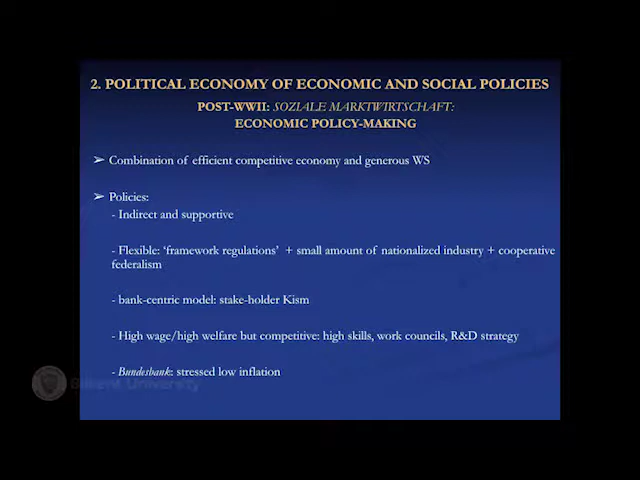 2. POLITICAL ECONOMY OF ECONOMIC AND SOCIAL POLICIES
POST-WWII: SOZIALE MARKTWIRTSCHAFT:
ECONOMIC POLICY-MAKING
➢ Combination of efficient competitive economy and generous WS
➢ Policies:
- Indirect and supportive
- Flexible: 'framework regulations' + small amount of nationalized industry + cooperative
federalism
- bank-centric model: stake-holder Kism
- High wage/high welfare but competitive: high skills, work councils, R&D strategy
- Bundesbank: stressed low inflation
University